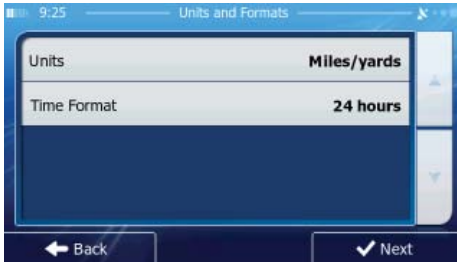 9:25 Units and Formats
Units Miles/yards
Time Format 24 hours
Back Next